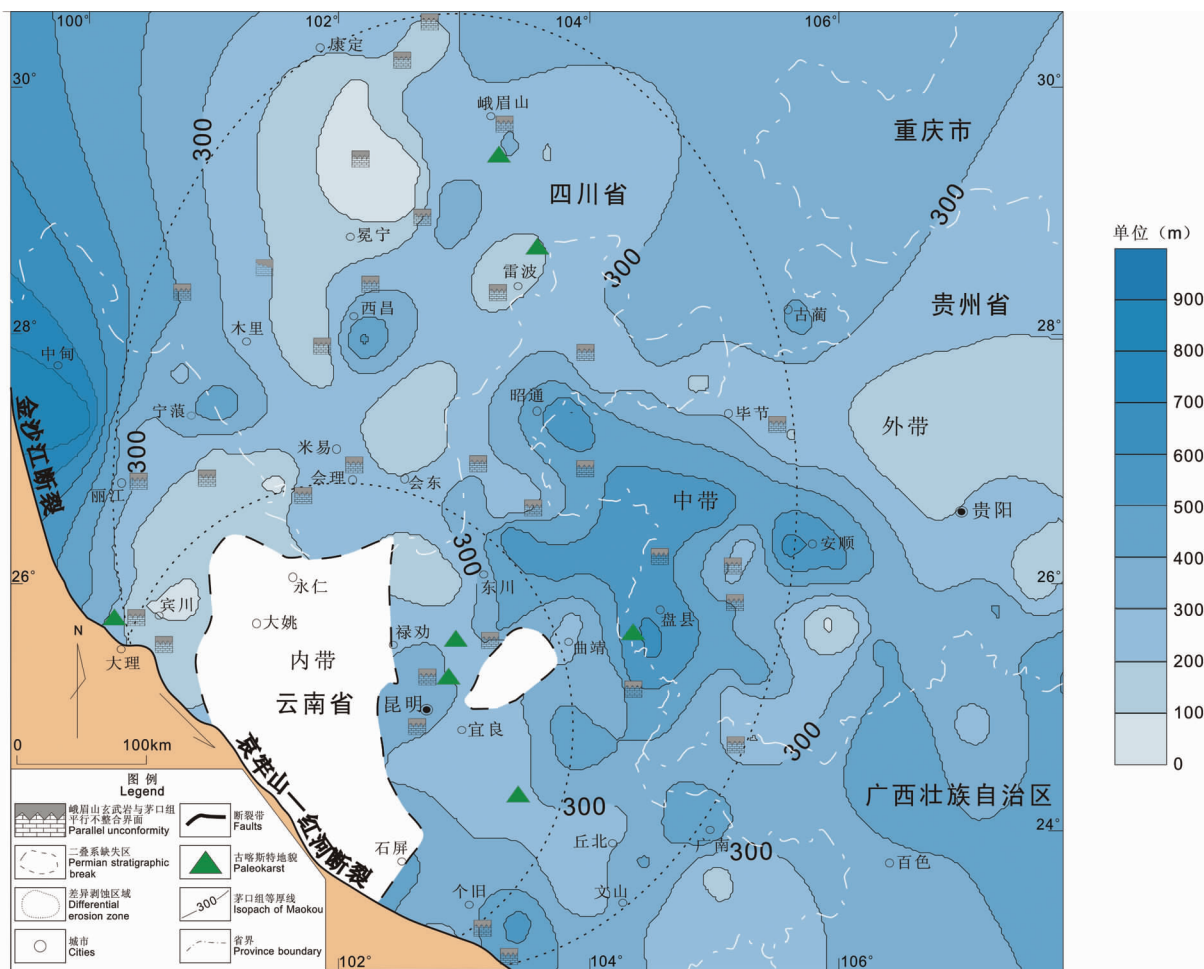 100°
102°
104°
106°
康定
30°
30°
峨眉山
重庆市
300
四川省
300
冕宁
300
雷波
贵州省
西昌
古蔺
28°
木里
28°
中甸
昭通
宁蒗
毕节
外带
金沙江断裂
米易
300
会理
会东
丽江
中带
贵阳
300
安顺
26°
永仁
东川
26°
宾川
盘县
大姚
N
禄劝
曲靖
大理
内带
云南省
昆明
宜良
300
0 100km
哀牢山—红河断裂
广西壮族自治区
300
24°
丘北
广南
300
石屏
百色
个旧
文山
102°
104°
106°
图 例
Legend
峨眉山玄武岩与茅口组
平行不整合界面
Parallel unconformity
断裂带
Faults
二叠系缺失区
Permian stratigraphic
break
古喀斯特地貌
Paleokarst
差异剥蚀区域
Differential
erosion zone
300
茅口组等厚线
Isopach of Maokou
城市
Cities
省界
Province boundary
单位（m）
900
800
700
600
500
400
300
200
100
0